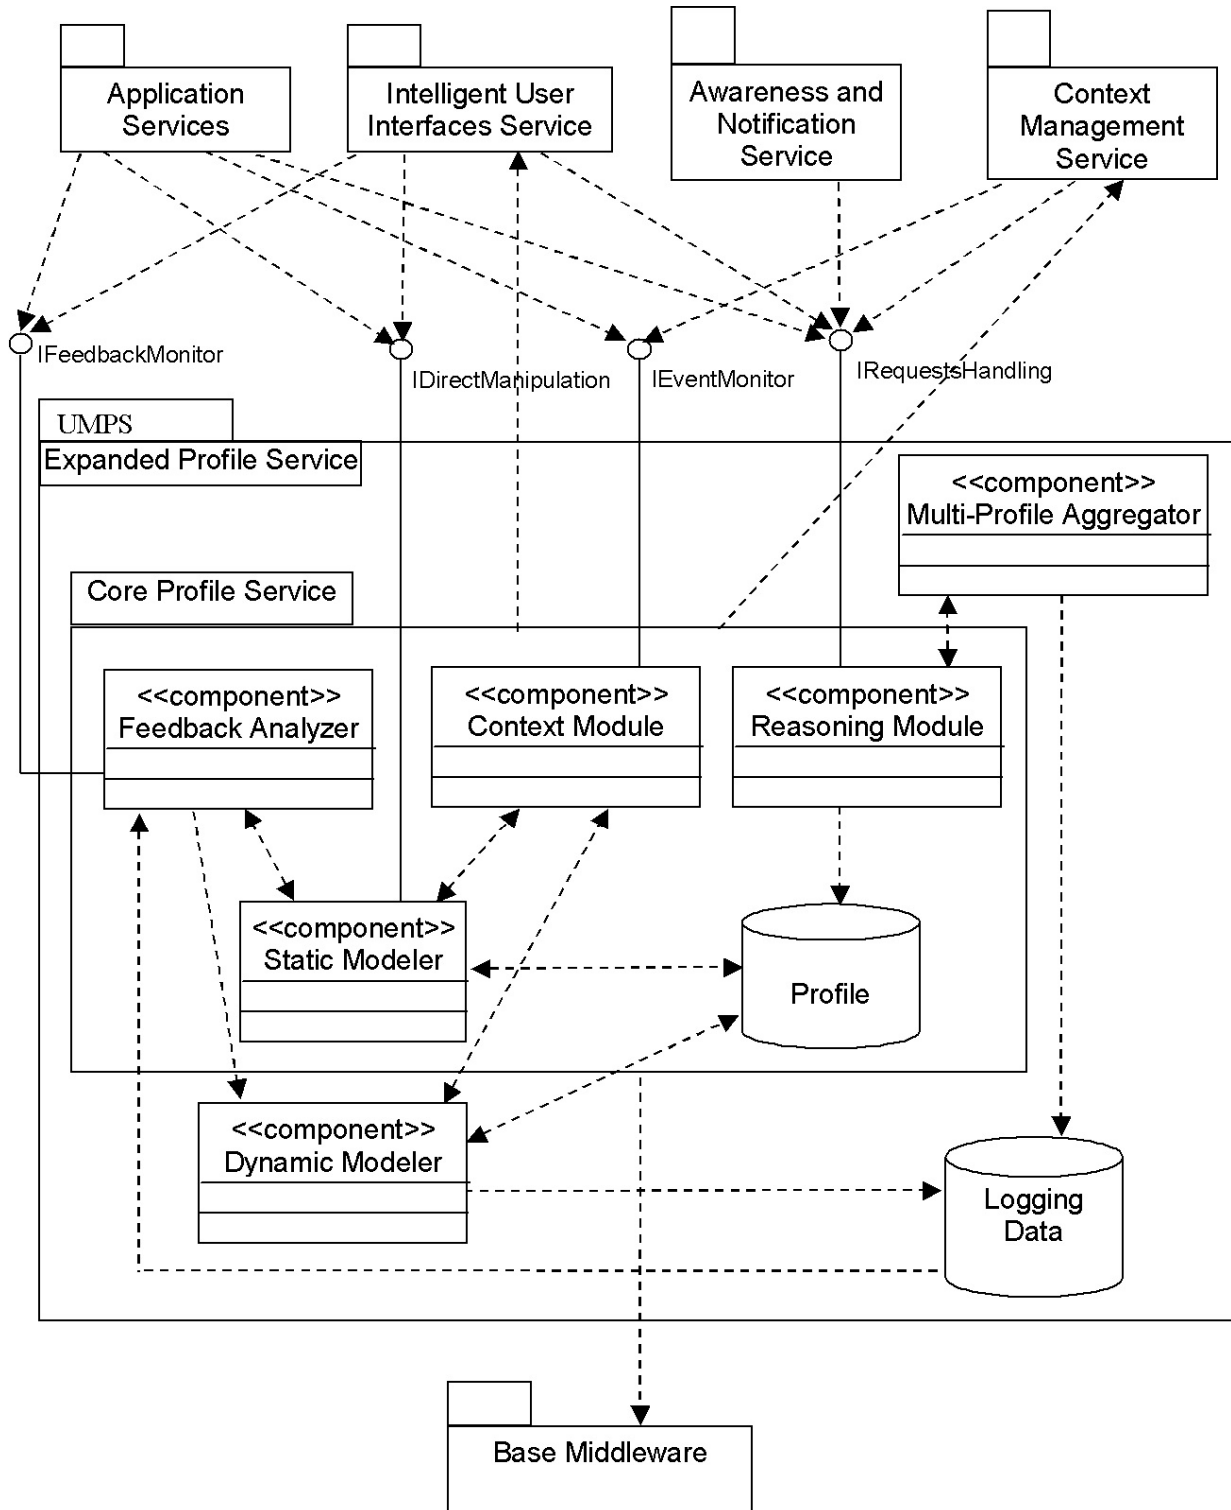 Application
Services
Intelligent User
Interfaces Service
Awareness and
Notification
Service
Context
Management
Service
IFeedbackMonitor
IDirectManipulation
IEventMonitor
IRequestsHandling
UMPS
Expanded Profile Service
<<component>>
Multi-Profile Aggregator
Core Profile Service
<<component>>
Feedback Analyzer
<<component>>
Context Module
<<component>>
Reasoning Module
<<component>>
Static Modeler
Profile
<<component>>
Dynamic Modeler
Logging
Data
Base Middleware